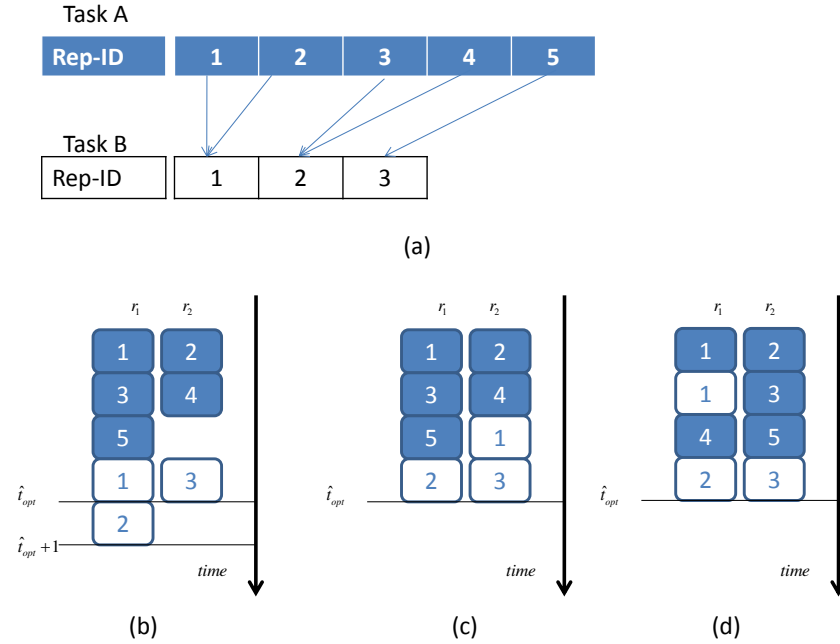 Task A
Rep-ID 1 2 3 4 5
Task B
Rep-ID 1 2 3
(a)
r1 r2
1 2
3 4
5
1 3
t̂opt
2
t̂opt+1
time
(b)
r1 r2
1 2
3 4
5 1
2 3
t̂opt
time
(c)
r1 r2
1 2
1 3
4 5
2 3
t̂opt
time
(d)